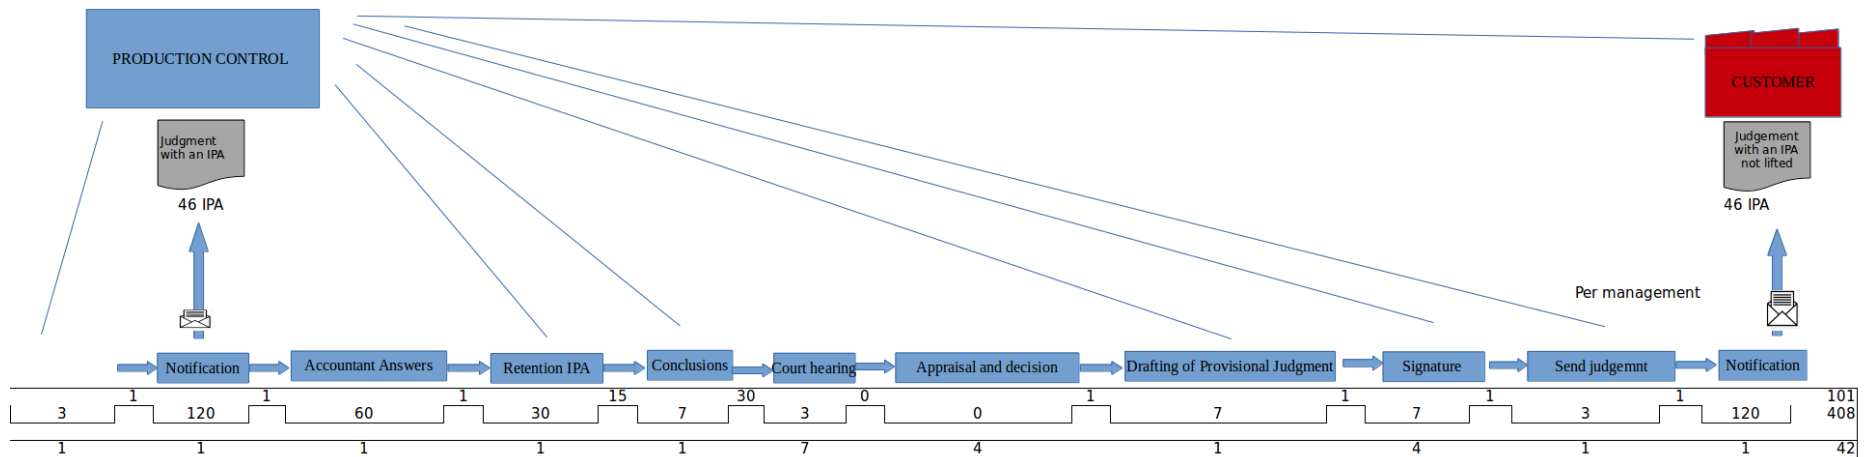 PRODUCTION CONTROL
CUSTOMER
Judgment
with an IPA
Judgement
with an IPA
not lifted
46 IPA
46 IPA
Per management
Notification
Accountant Answers
Retention IPA
Conclusions
Court hearing
Appraisal and decision
Drafting of Provisional Judgment
Signature
Send judgemnt
Notification
1 1 1 15 30 0 1 1 1 1 101
3 120 60 30 7 3 0 7 7 3 120 408
1 1 1 1 1 7 4 1 4 1 1 42